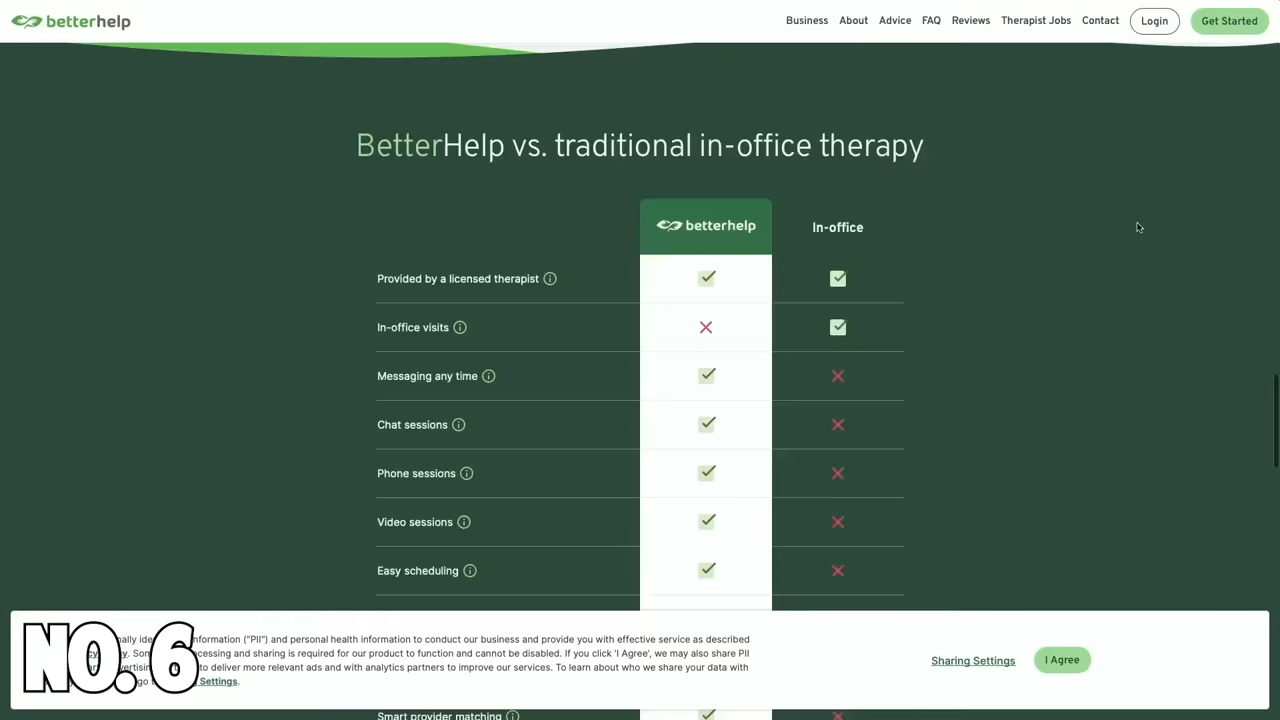 betterhelp
Business About Advice FAQ Reviews Therapist Jobs Contact Login Get Started
BetterHelp vs. traditional in-office therapy
betterhelp In-office
Provided by a licensed therapist
In-office visits
Messaging any time
Chat sessions
Phone sessions
Video sessions
Easy scheduling
information ("PII") and personal health information to conduct our business and provide you with effective service as described
and sharing is required for our product to function and cannot be disabled. If you click 'I Agree', we may also share PII
to deliver more relevant ads and with analytics partners to improve our services. To learn about who we share your data with
Settings.
Sharing Settings
I Agree
NO. 6
Smart provider matching